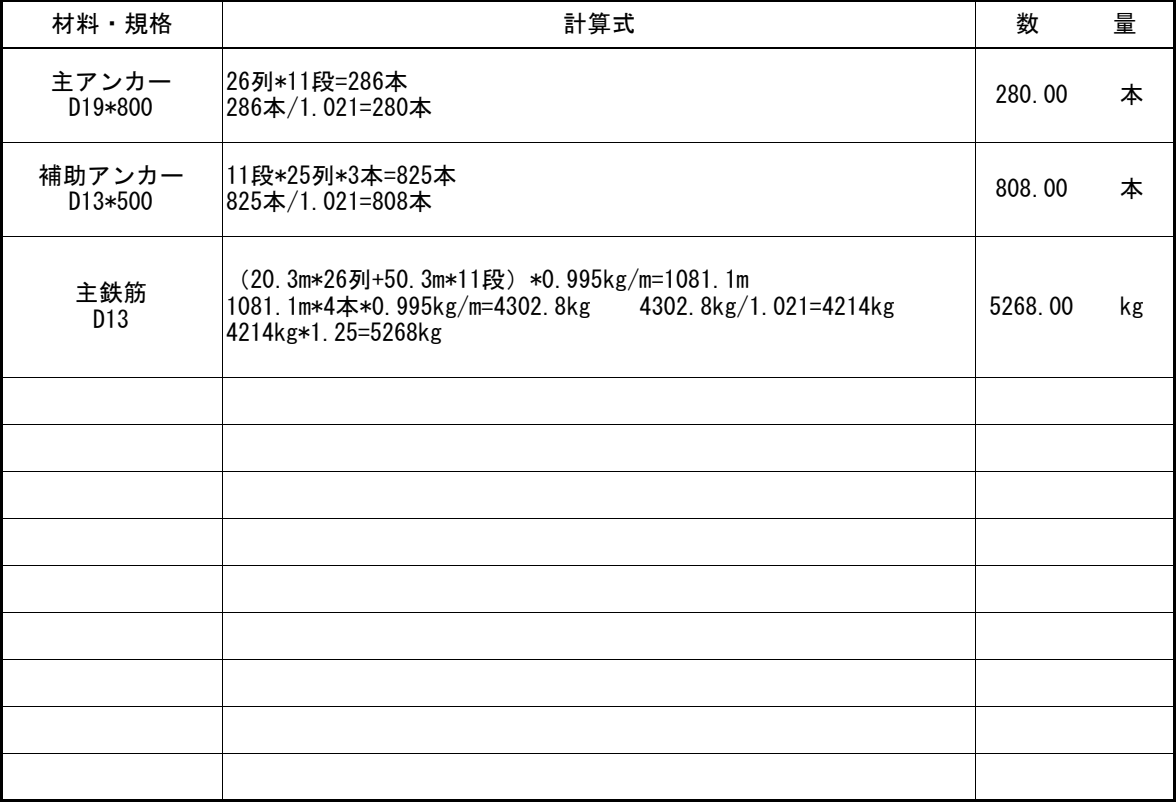 材料・規格 計算式 数 量
主アンカー
D19*800
26列*11段=286本
286本/1.021=280本
280.00 本
補助アンカー
D13*500
11段*25列*3本=825本
825本/1.021=808本
808.00 本
主鉄筋
D13
（20.3m*26列+50.3m*11段）*0.995kg/m=1081.1m
1081.1m*4本*0.995kg/m=4302.8kg 4302.8kg/1.021=4214kg
4214kg*1.25=5268kg
5268.00 kg